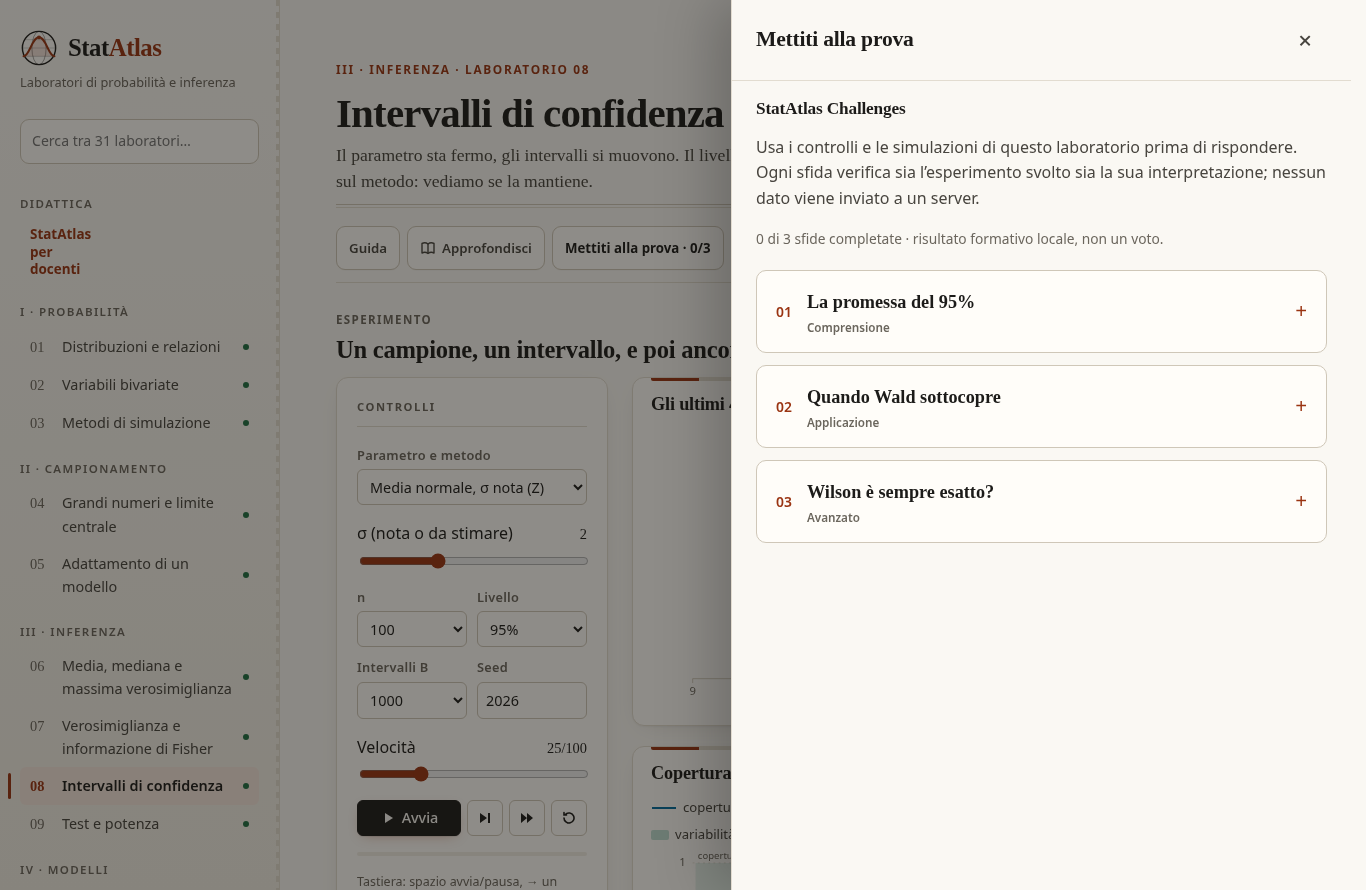 StatAtlas
Laboratori di probabilità e inferenza
Cerca tra 31 laboratori...
DIDATTICA
StatAtlas
per
docenti
I · PROBABILITÀ
01 Distribuzioni e relazioni
02 Variabili bivariate
03 Metodi di simulazione
II · CAMPIONAMENTO
04 Grandi numeri e limite
centrale
05 Adattamento di un
modello
III · INFERENZA
06 Media, mediana e
massima verosimiglianza
07 Verosimiglianza e
informazione di Fisher
08 Intervalli di confidenza
09 Test e potenza
IV · MODELLI
III · INFERENZA · LABORATORIO 08
Intervalli di confidenza
Il parametro sta fermo, gli intervalli si muovono. Il livel
sul metodo: vediamo se la mantiene.
Guida
Approfondisci
Mettiti alla prova · 0/3
ESPERIMENTO
Un campione, un intervallo, e poi anco
CONTROLLI
Parametro e metodo
Media normale, σ nota (Z)
σ (nota o da stimare) 2
n Livello
100 95%
Intervalli B Seed
1000 2026
Velocità 25/100
Avvia
Tastiera: spazio avvia/pausa, → un
Gli ultimi
9
Copertura
copertu
variabilità
copertu
1
Mettiti alla prova
StatAtlas Challenges
Usa i controlli e le simulazioni di questo laboratorio prima di rispondere.
Ogni sfida verifica sia l’esperimento svolto sia la sua interpretazione; nessun
dato viene inviato a un server.
0 di 3 sfide completate · risultato formativo locale, non un voto.
01 La promessa del 95% +
Comprensione
02 Quando Wald sottocopre +
Applicazione
03 Wilson è sempre esatto? +
Avanzato